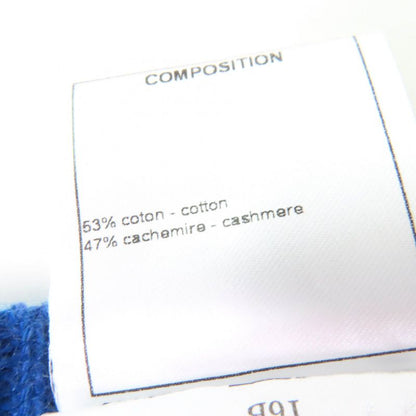 COMPOSITION
53% coton - cotton
47% cachemire - cashmere